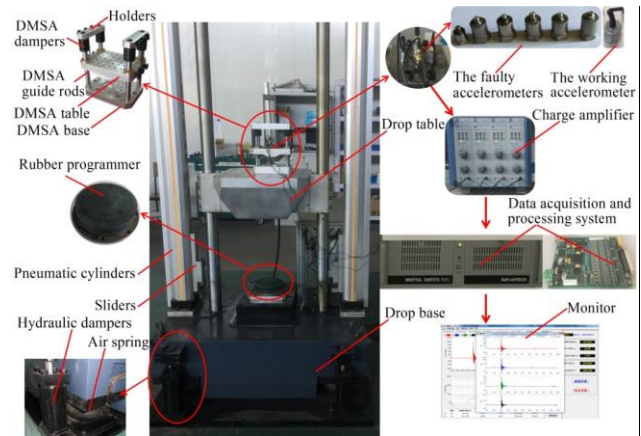 Holders
DMSA
dampers
DMSA
guide rods
DMSA table
DMSA base
Rubber programmer
Pneumatic cylinders
Sliders
Hydraulic dampers
Air springs
The faulty
accelerometers
The working
accelerometer
Charge amplifier
Drop table
Data acquisition and
processing system
Monitor
Drop base